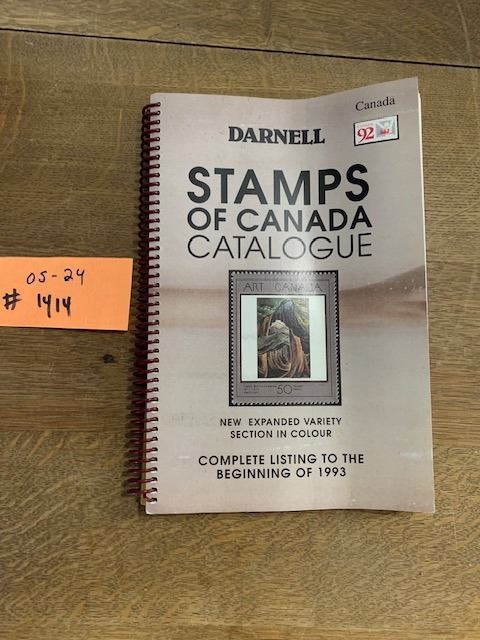 Canada
92
DARNELL
STAMPS
OF CANADA
CATALOGUE
ART CANADA
50
NEW EXPANDED VARIETY
SECTION IN COLOUR
COMPLETE LISTING TO THE
BEGINNING OF 1993
OS-24
# 1414